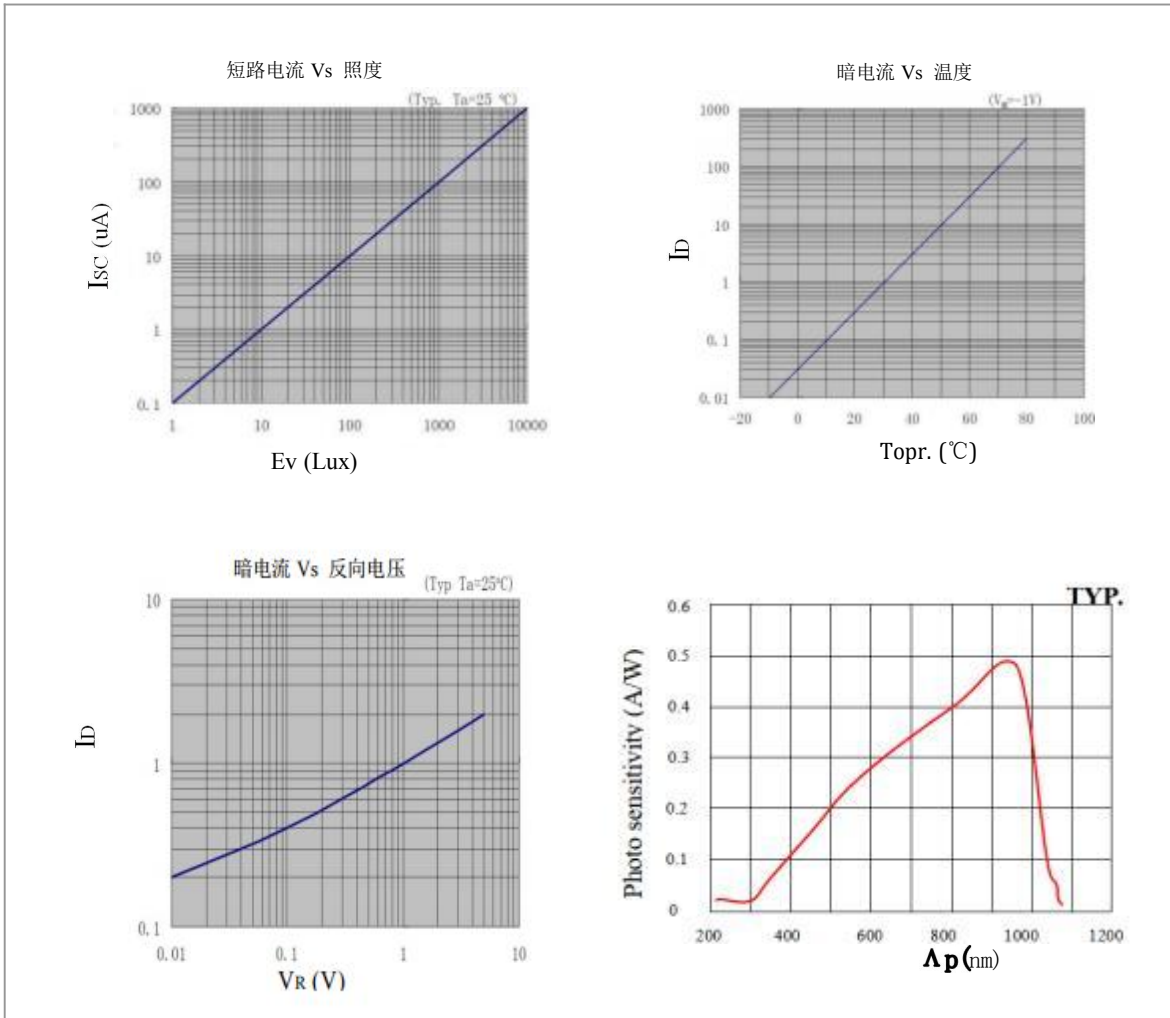 短路电流 Vs 照度
(Typ. Ta=25 ℃)
1000
100
10
1
0.1
ISC (uA)
1 10 100 1000 10000
Ev (Lux)
暗电流 Vs 温度
(VR=-1V)
1000
100
10
1
0.1
0.01
ID
-20 0 20 40 60 80 100
Topr. (℃)
暗电流 Vs 反向电压
(Typ Ta=25℃)
10
1
0.1
ID
0.01 0.1 1 10
VR (V)
TYP.
0.6
0.5
0.4
0.3
0.2
0.1
0
Photo sensitivity (A/W)
200 400 600 800 1000 1200
Λp(nm)